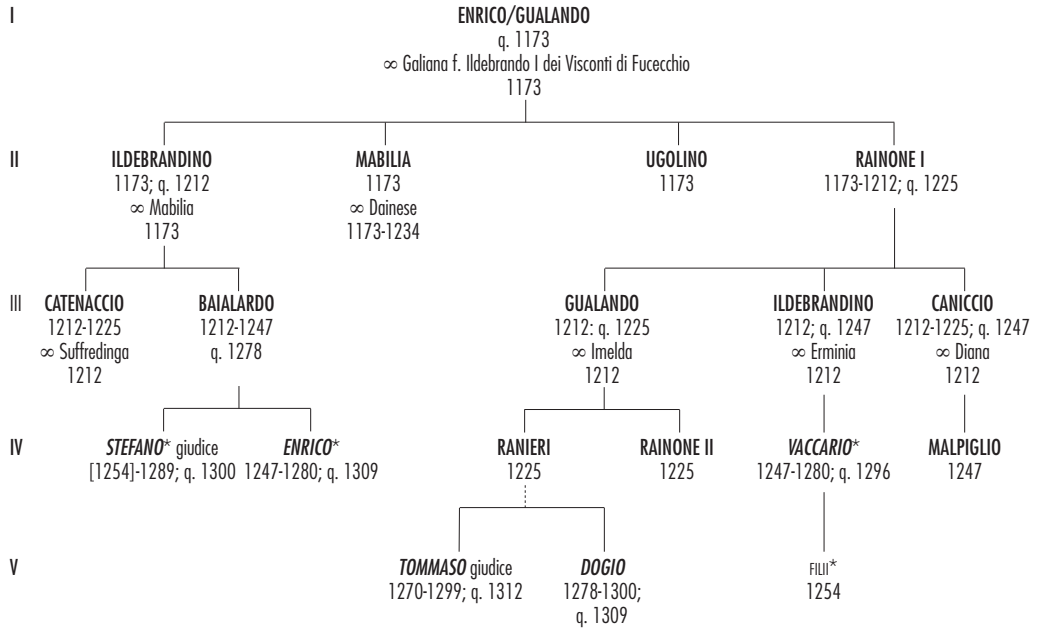 I
ENRICO/GUALANDO
q. 1173
∞ Galiana f. Ildebrando I dei Visconti di Fucecchio
1173
II
ILDEBRANDINO
1173; q. 1212
∞ Mabilia
1173
MABILIA
1173
∞ Dainese
1173-1234
UGOLINO
1173
RAINONE I
1173-1212; q. 1225
III
CATENACCIO
1212-1225
∞ Suffredinga
1212
BAIALARDO
1212-1247
q. 1278
GUALANDO
1212: q. 1225
∞ Imelda
1212
ILDEBRANDINO
1212; q. 1247
∞ Erminia
1212
CANICCIO
1212-1225; q. 1247
∞ Diana
1212
IV
STEFANO* giudice
[1254]-1289; q. 1300
ENRICO*
1247-1280; q. 1309
RANIERI
1225
RAINONE II
1225
VACCARIO*
1247-1280; q. 1296
MALPIGLIO
1247
V
TOMMASO giudice
1270-1299; q. 1312
DOGIO
1278-1300;
q. 1309
FILII*
1254